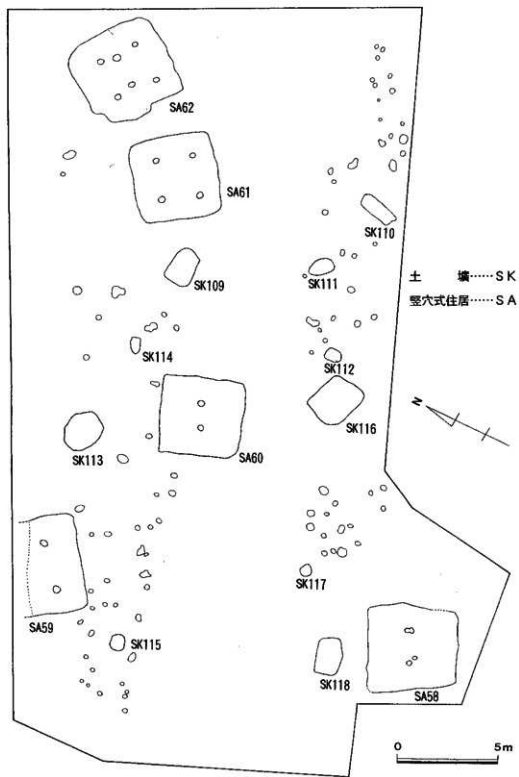 SA62
SA61
SK110
SK109
SK111
土　　壙……SK
竪穴式住居……SA
SK114
SK112
N
SK116
SK113
SA60
SK117
SA59
SK115
SK118
SA58
0　5m